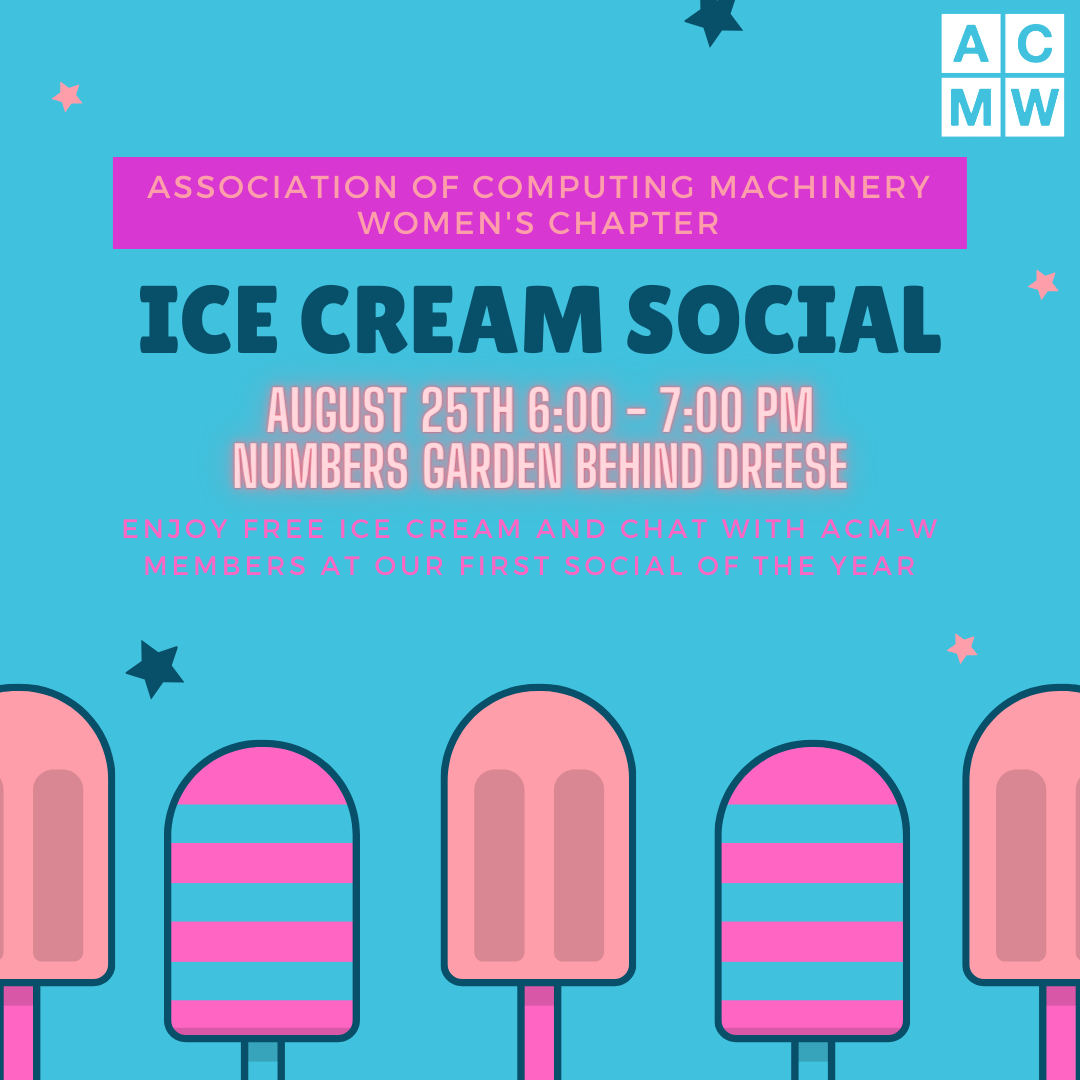 A C
M W
ASSOCIATION OF COMPUTING MACHINERY
WOMEN'S CHAPTER
ICE CREAM SOCIAL
AUGUST 25TH 6:00 - 7:00 PM
NUMBERS GARDEN BEHIND DREESE
ENJOY FREE ICE CREAM AND CHAT WITH ACM-W
MEMBERS AT OUR FIRST SOCIAL OF THE YEAR